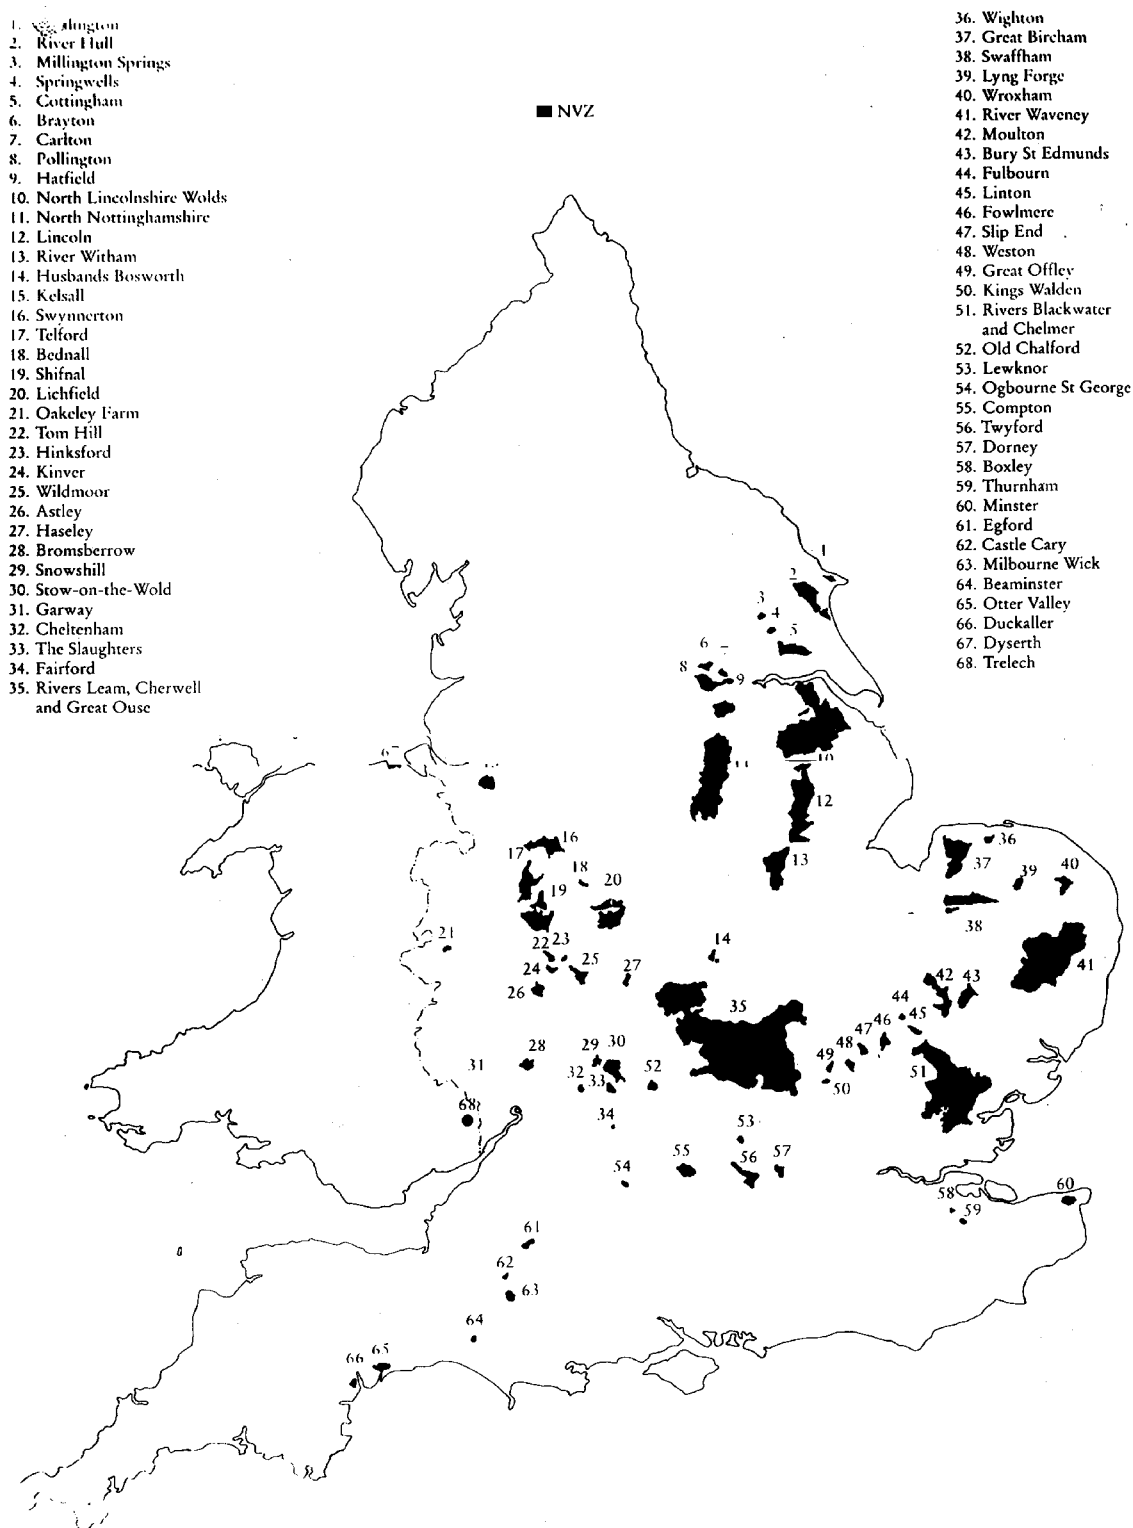 1.
2. River Hull
3. Millington Springs
4. Springwells
5. Cottingham
6. Brayton
7. Carlton
8. Pollington
9. Hatfield
10. North Lincolnshire Wolds
11. North Nottinghamshire
12. Lincoln
13. River Witham
14. Husbands Bosworth
15. Kelsall
16. Swynnerton
17. Telford
18. Bednall
19. Shifnal
20. Lichfield
21. Oakeley Farm
22. Tom Hill
23. Hinksford
24. Kinver
25. Wildmoor
26. Astley
27. Haseley
28. Bromsberrow
29. Snowshill
30. Stow-on-the-Wold
31. Garway
32. Cheltenham
33. The Slaughters
34. Fairford
35. Rivers Leam, Cherwell
and Great Ouse
NVZ
36. Wighton
37. Great Bircham
38. Swaffham
39. Lyng Forge
40. Wroxham
41. River Waveney
42. Moulton
43. Bury St Edmunds
44. Fulbourn
45. Linton
46. Fowlmere
47. Slip End
48. Weston
49. Great Offley
50. Kings Walden
51. Rivers Blackwater
and Chelmer
52. Old Chalford
53. Lewknor
54. Ogbourne St George
55. Compton
56. Twyford
57. Dorney
58. Boxley
59. Thurnham
60. Minster
61. Egford
62. Castle Cary
63. Milbourne Wick
64. Beaminster
65. Otter Valley
66. Duckaller
67. Dyserth
68. Trelech
1
2
3
4
5
6
8
9
67
10
11
12
16
17
13
36
37
18
39
40
19
20
38
21
22
23
14
41
24
25
27
42
43
26
35
44
45
46
47
28
29
30
48
31
49
51
32
33
52
50
68
34
53
54
55
56
57
58
59
60
61
62
63
64
65
66